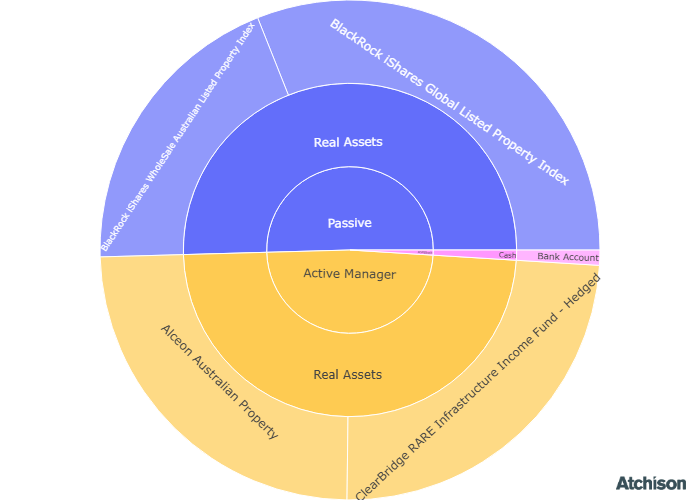 BlackRock iShares Global Listed Property Index
BlackRock iShares WholeSale Australian Listed Property Index
Real Assets
Passive
Cash
Bank Account
Active Manager
Real Assets
Alceon Australian Property
ClearBridge RARE Infrastructure Income Fund - Hedged
Atchison